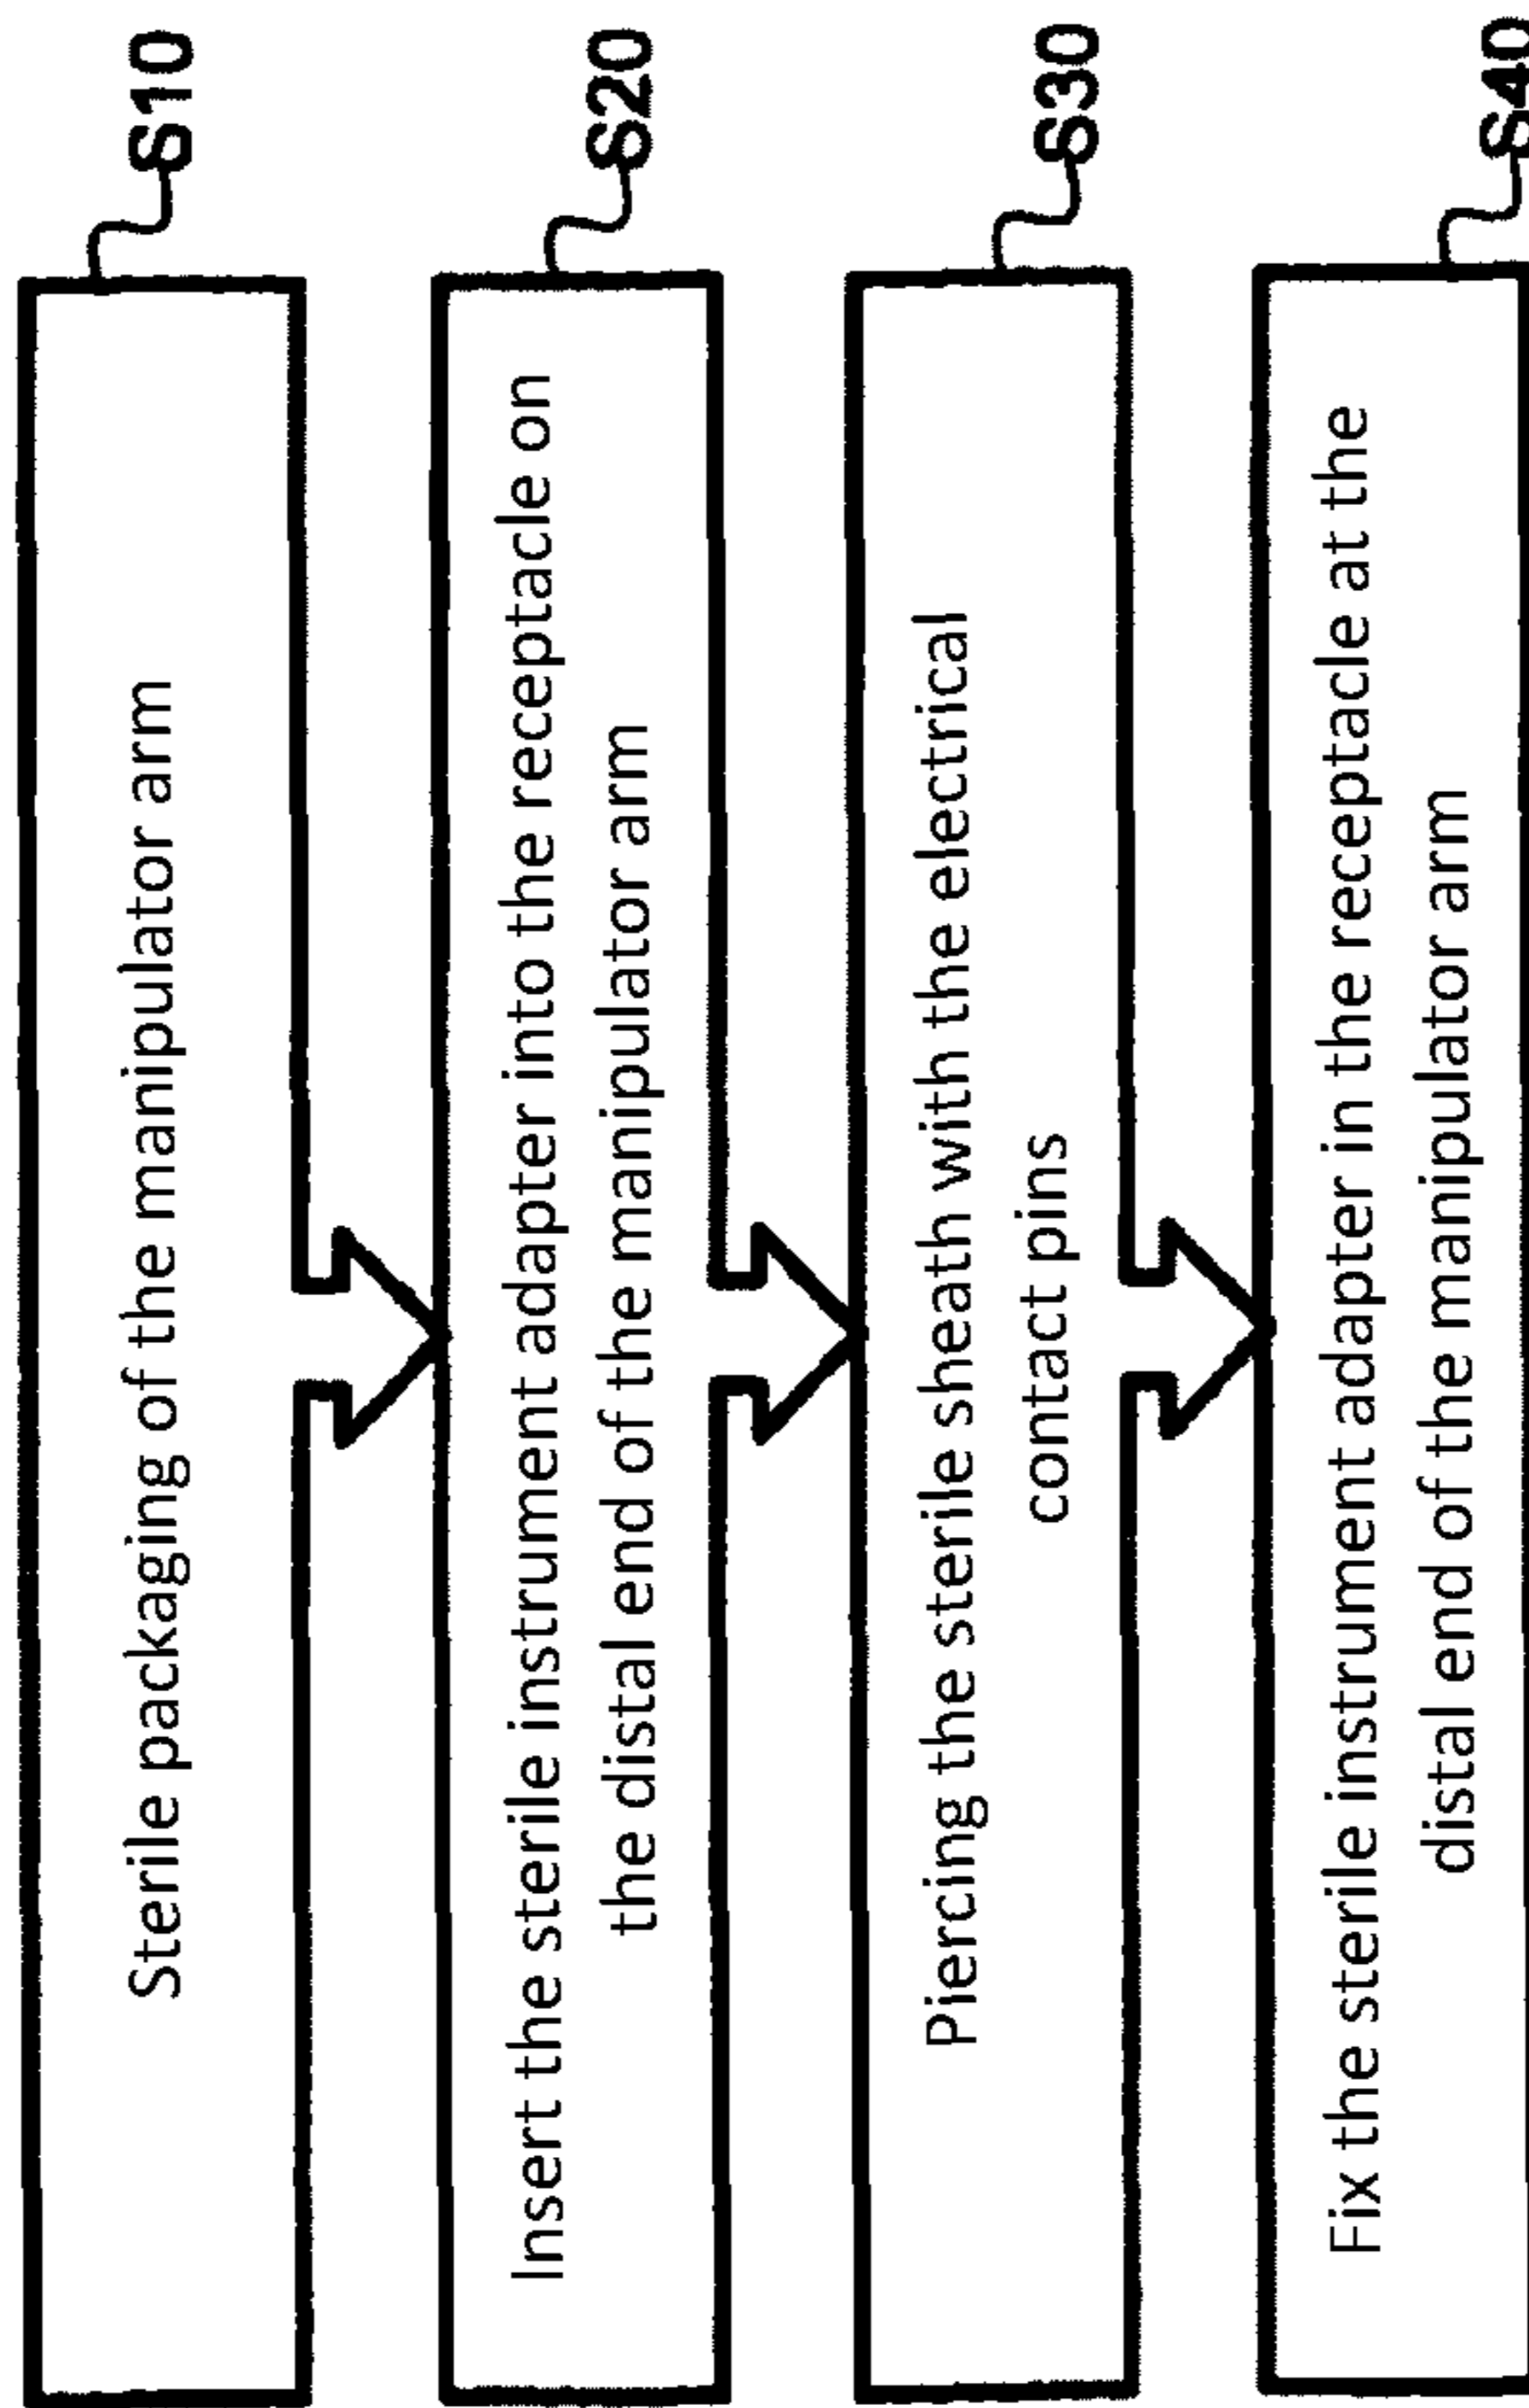 Sterile packaging of the manipulator arm
S10
Insert the sterile instrument adapter into the receptacle on
the distal end of the manipulator arm
S20
Piercing the sterile sheath with the electrical
contact pins
S30
Fix the sterile instrument adapter in the receptacle at the
distal end of the manipulator arm
S40